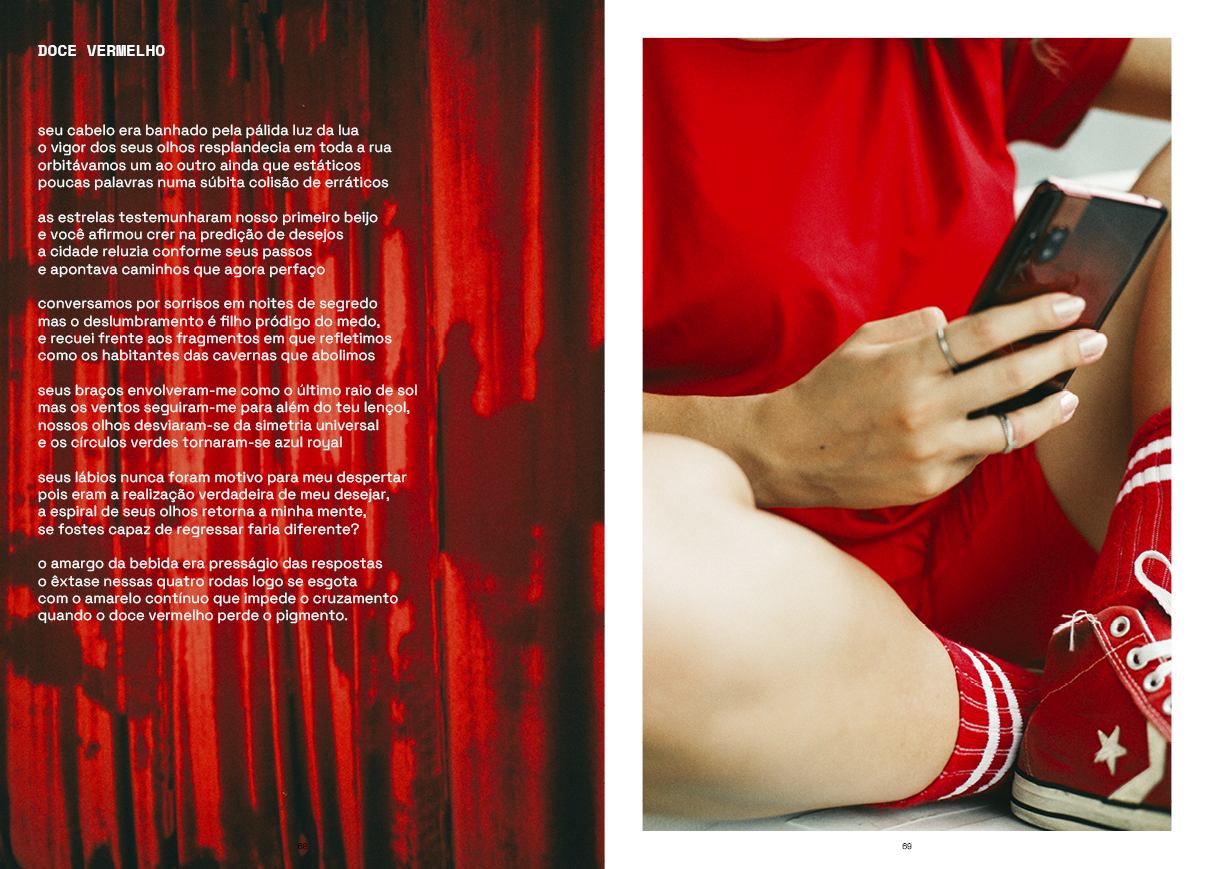 DOCE VERMELHO
seu cabelo era banhado pela pálida luz da lua
o vigor dos seus olhos resplandecia em toda a rua
orbitávamos um ao outro ainda que estáticos
poucas palavras numa súbita colisão de erráticos
as estrelas testemunharam nosso primeiro beijo
e você afirmou crer na predição de desejos
a cidade reluzia conforme seus passos
e apontava caminhos que agora perfaço
conversamos por sorrisos em noites de segredo
mas o deslumbramento é filho pródigo do medo,
e recuei frente aos fragmentos em que refletimos
como os habitantes das cavernas que abolimos
seus braços envolveram-me como o último raio de sol
mas os ventos seguiram-me para além do teu lençol,
nossos olhos desviaram-se da simetria universal
e os círculos verdes tornaram-se azul royal
seus lábios nunca foram motivo para meu despertar
pois eram a realização verdadeira de meu desejar,
a espiral de seus olhos retorna a minha mente,
se fostes capaz de regressar faria diferente?
o amargo da bebida era presságio das respostas
o êxtase nessas quatro rodas logo se esgota
com o amarelo contínuo que impede o cruzamento
quando o doce vermelho perde o pigmento.
68
69